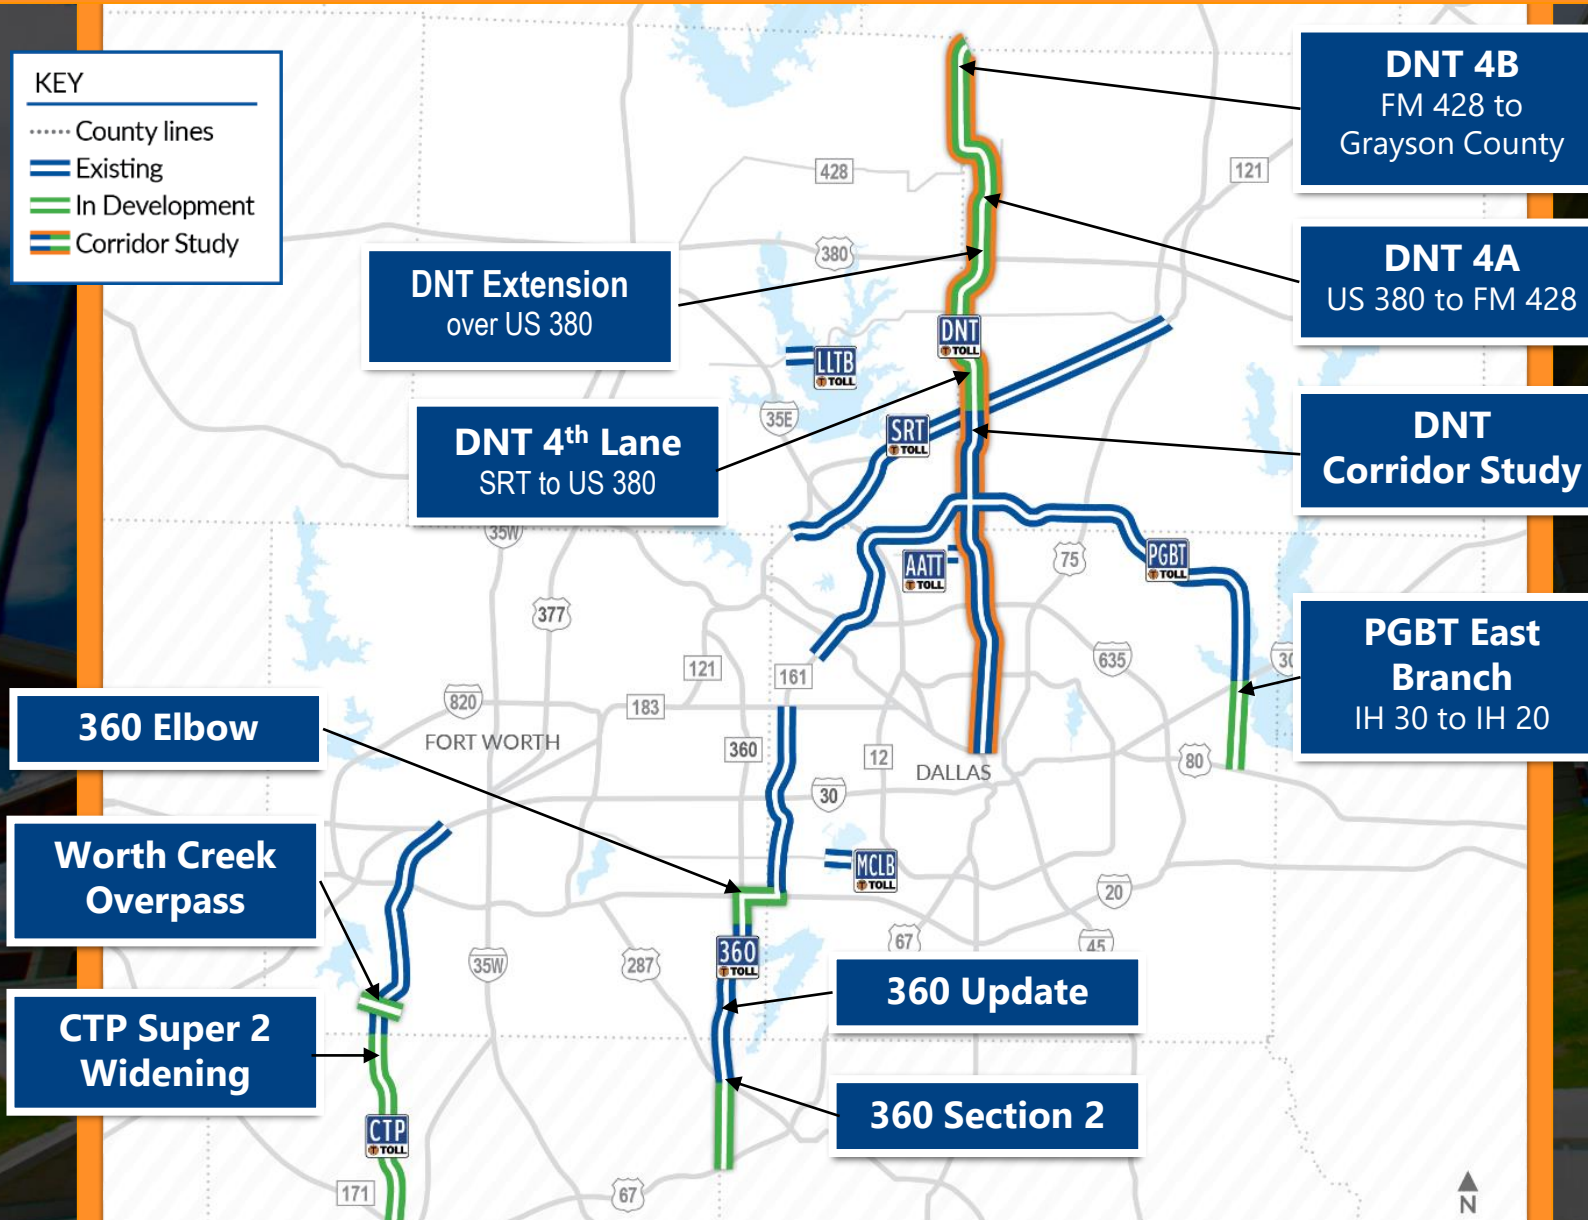 KEY
County lines
Existing
In Development
Corridor Study
DNT 4B
FM 428 to
Grayson County
428
121
380
DNT Extension
over US 380
DNT 4A
US 380 to FM 428
DNT
TOLL
LLTB
TOLL
35E
SRT
TOLL
DNT 4th Lane
SRT to US 380
DNT
Corridor Study
35W
AATT
TOLL
75
PGBT
TOLL
377
121
161
635
30
PGBT East
Branch
IH 30 to IH 20
820
183
360 Elbow
FORT WORTH
360
12
DALLAS
80
30
Worth Creek
Overpass
MCLB
TOLL
20
67
45
360
TOLL
35W
287
360 Update
CTP Super 2
Widening
360 Section 2
CTP
TOLL
171
67
N